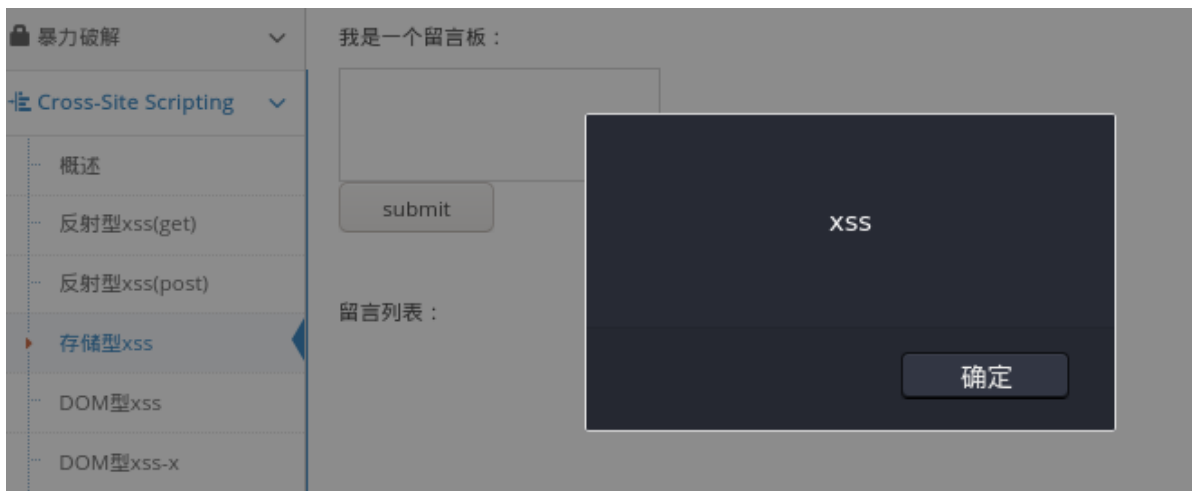 暴力破解
Cross-Site Scripting
概述
反射型xss(get)
反射型xss(post)
存储型xss
DOM型xss
DOM型xss-x
我是一个留言板：
submit
留言列表：
xss
确定